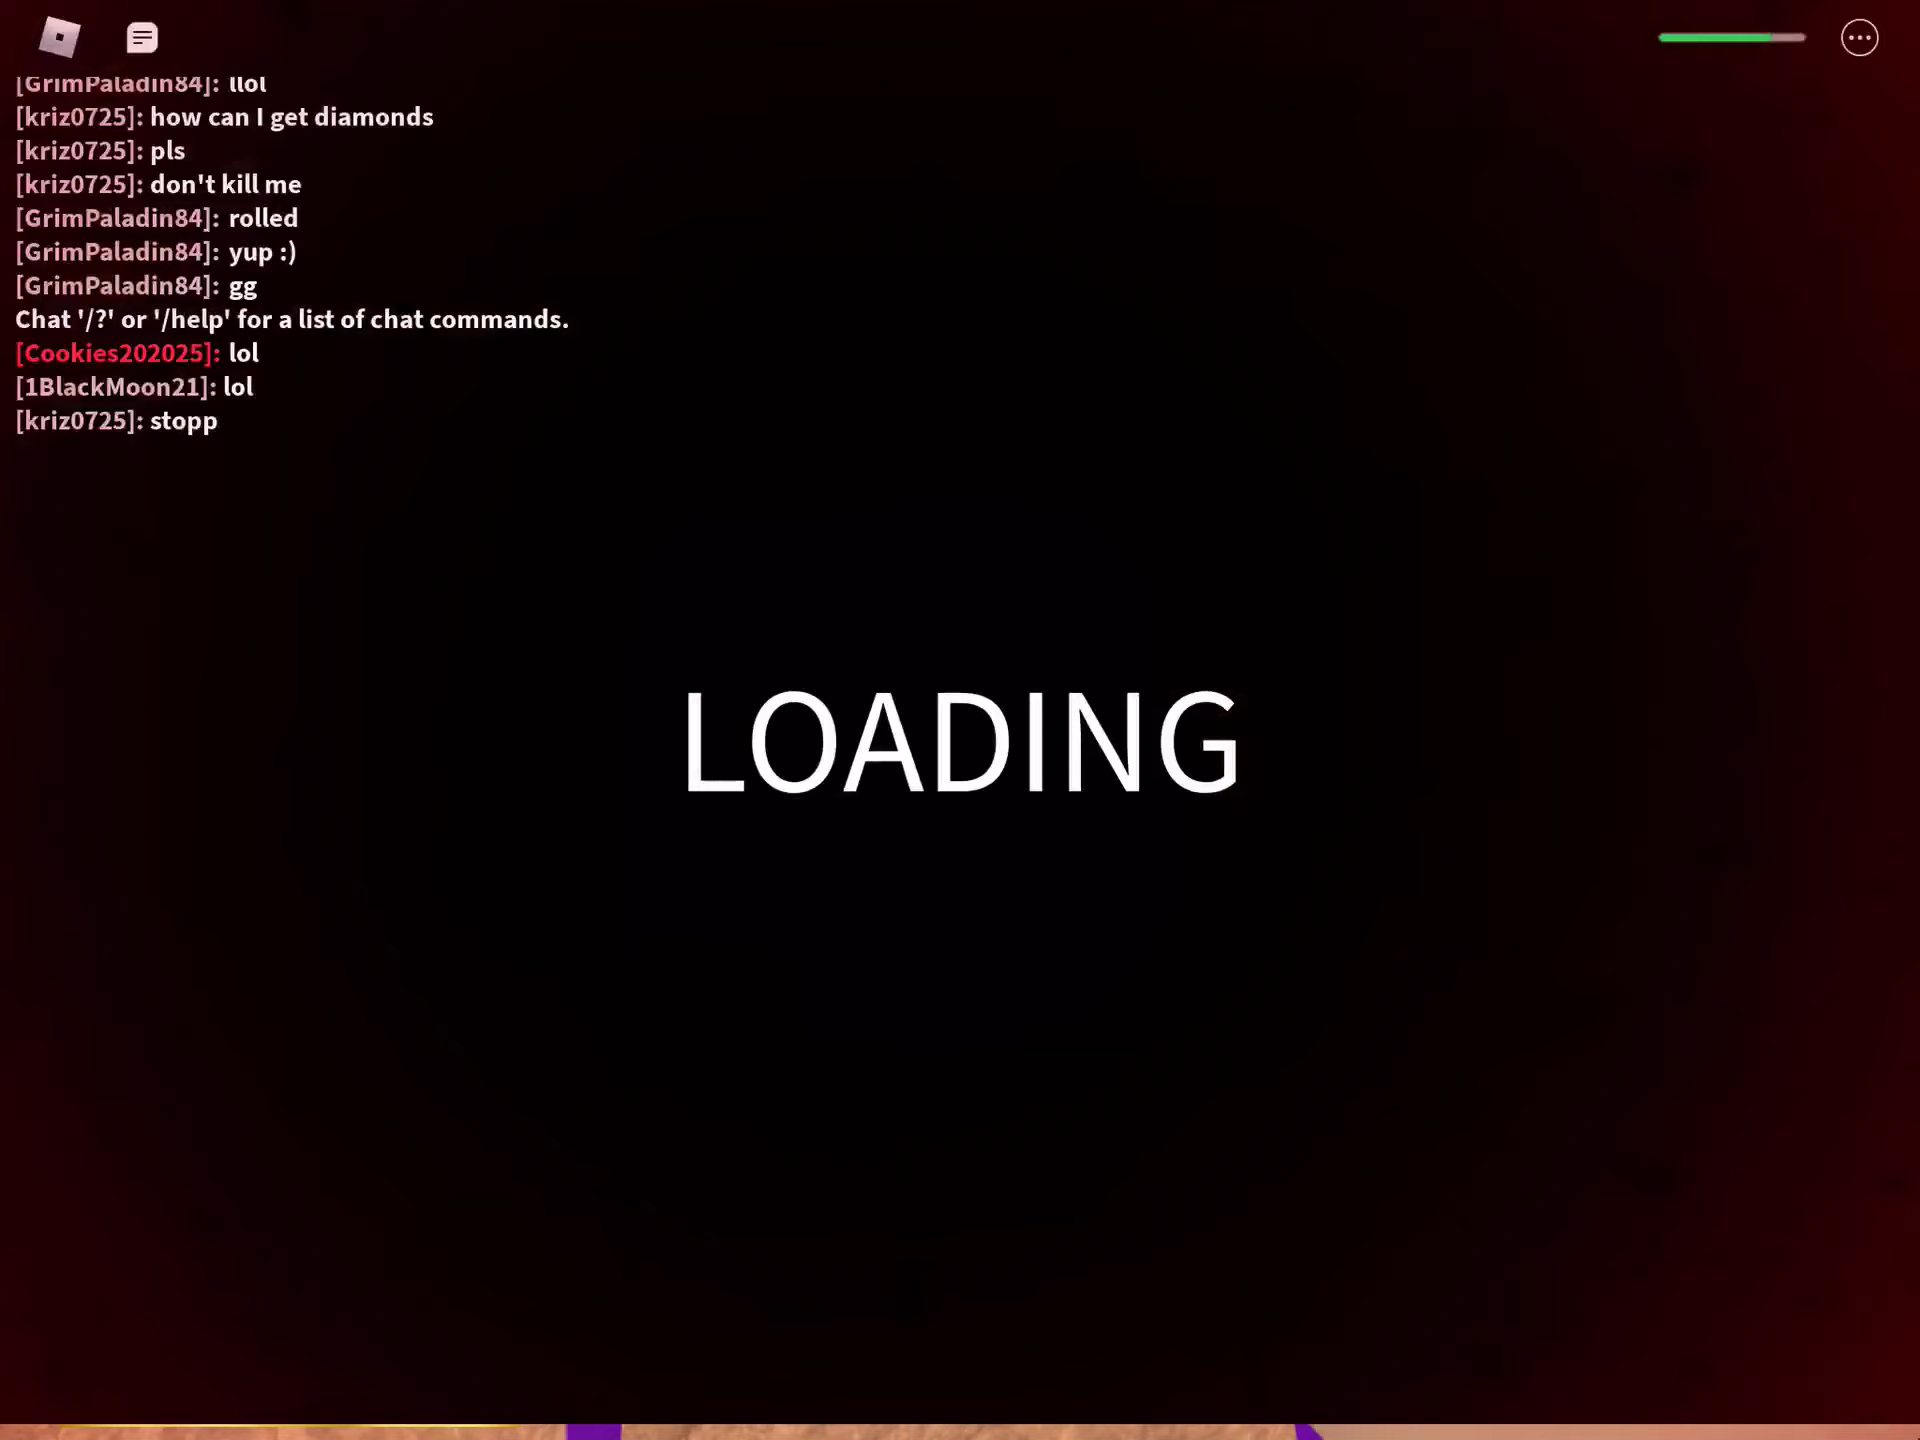 [GrimPaladin84]: llol
[kriz0725]: how can I get diamonds
[kriz0725]: pls
[kriz0725]: don't kill me
[GrimPaladin84]: rolled
[GrimPaladin84]: yup :)
[GrimPaladin84]: gg
Chat '/?' or '/help' for a list of chat commands.
[Cookies202025]: lol
[1BlackMoon21]: lol
[kriz0725]: stopp
LOADING